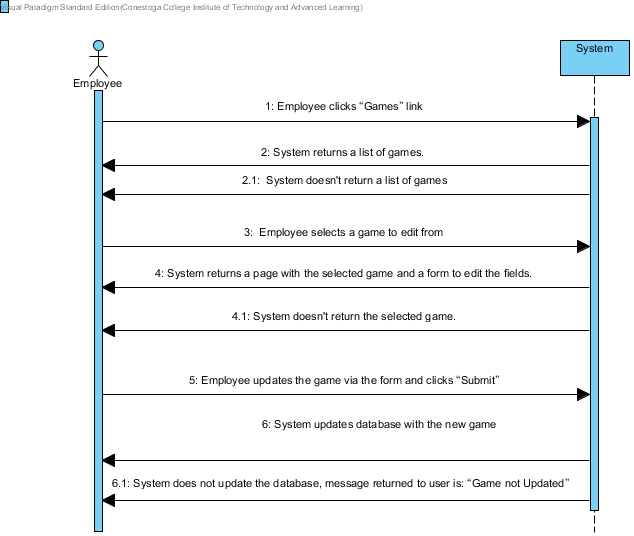 Visual Paradigm Standard Edition(Conestoga College Institute of Technology and Advanced Learning)
System
Employee
1: Employee clicks “Games” link
2: System returns a list of games.
2.1:  System doesn't return a list of games
3:  Employee selects a game to edit from
4: System returns a page with the selected game and a form to edit the fields.
4.1: System doesn't return the selected game.
5: Employee updates the game via the form and clicks “Submit”
6: System updates database with the new game
6.1: System does not update the database, message returned to user is: “Game not Updated”